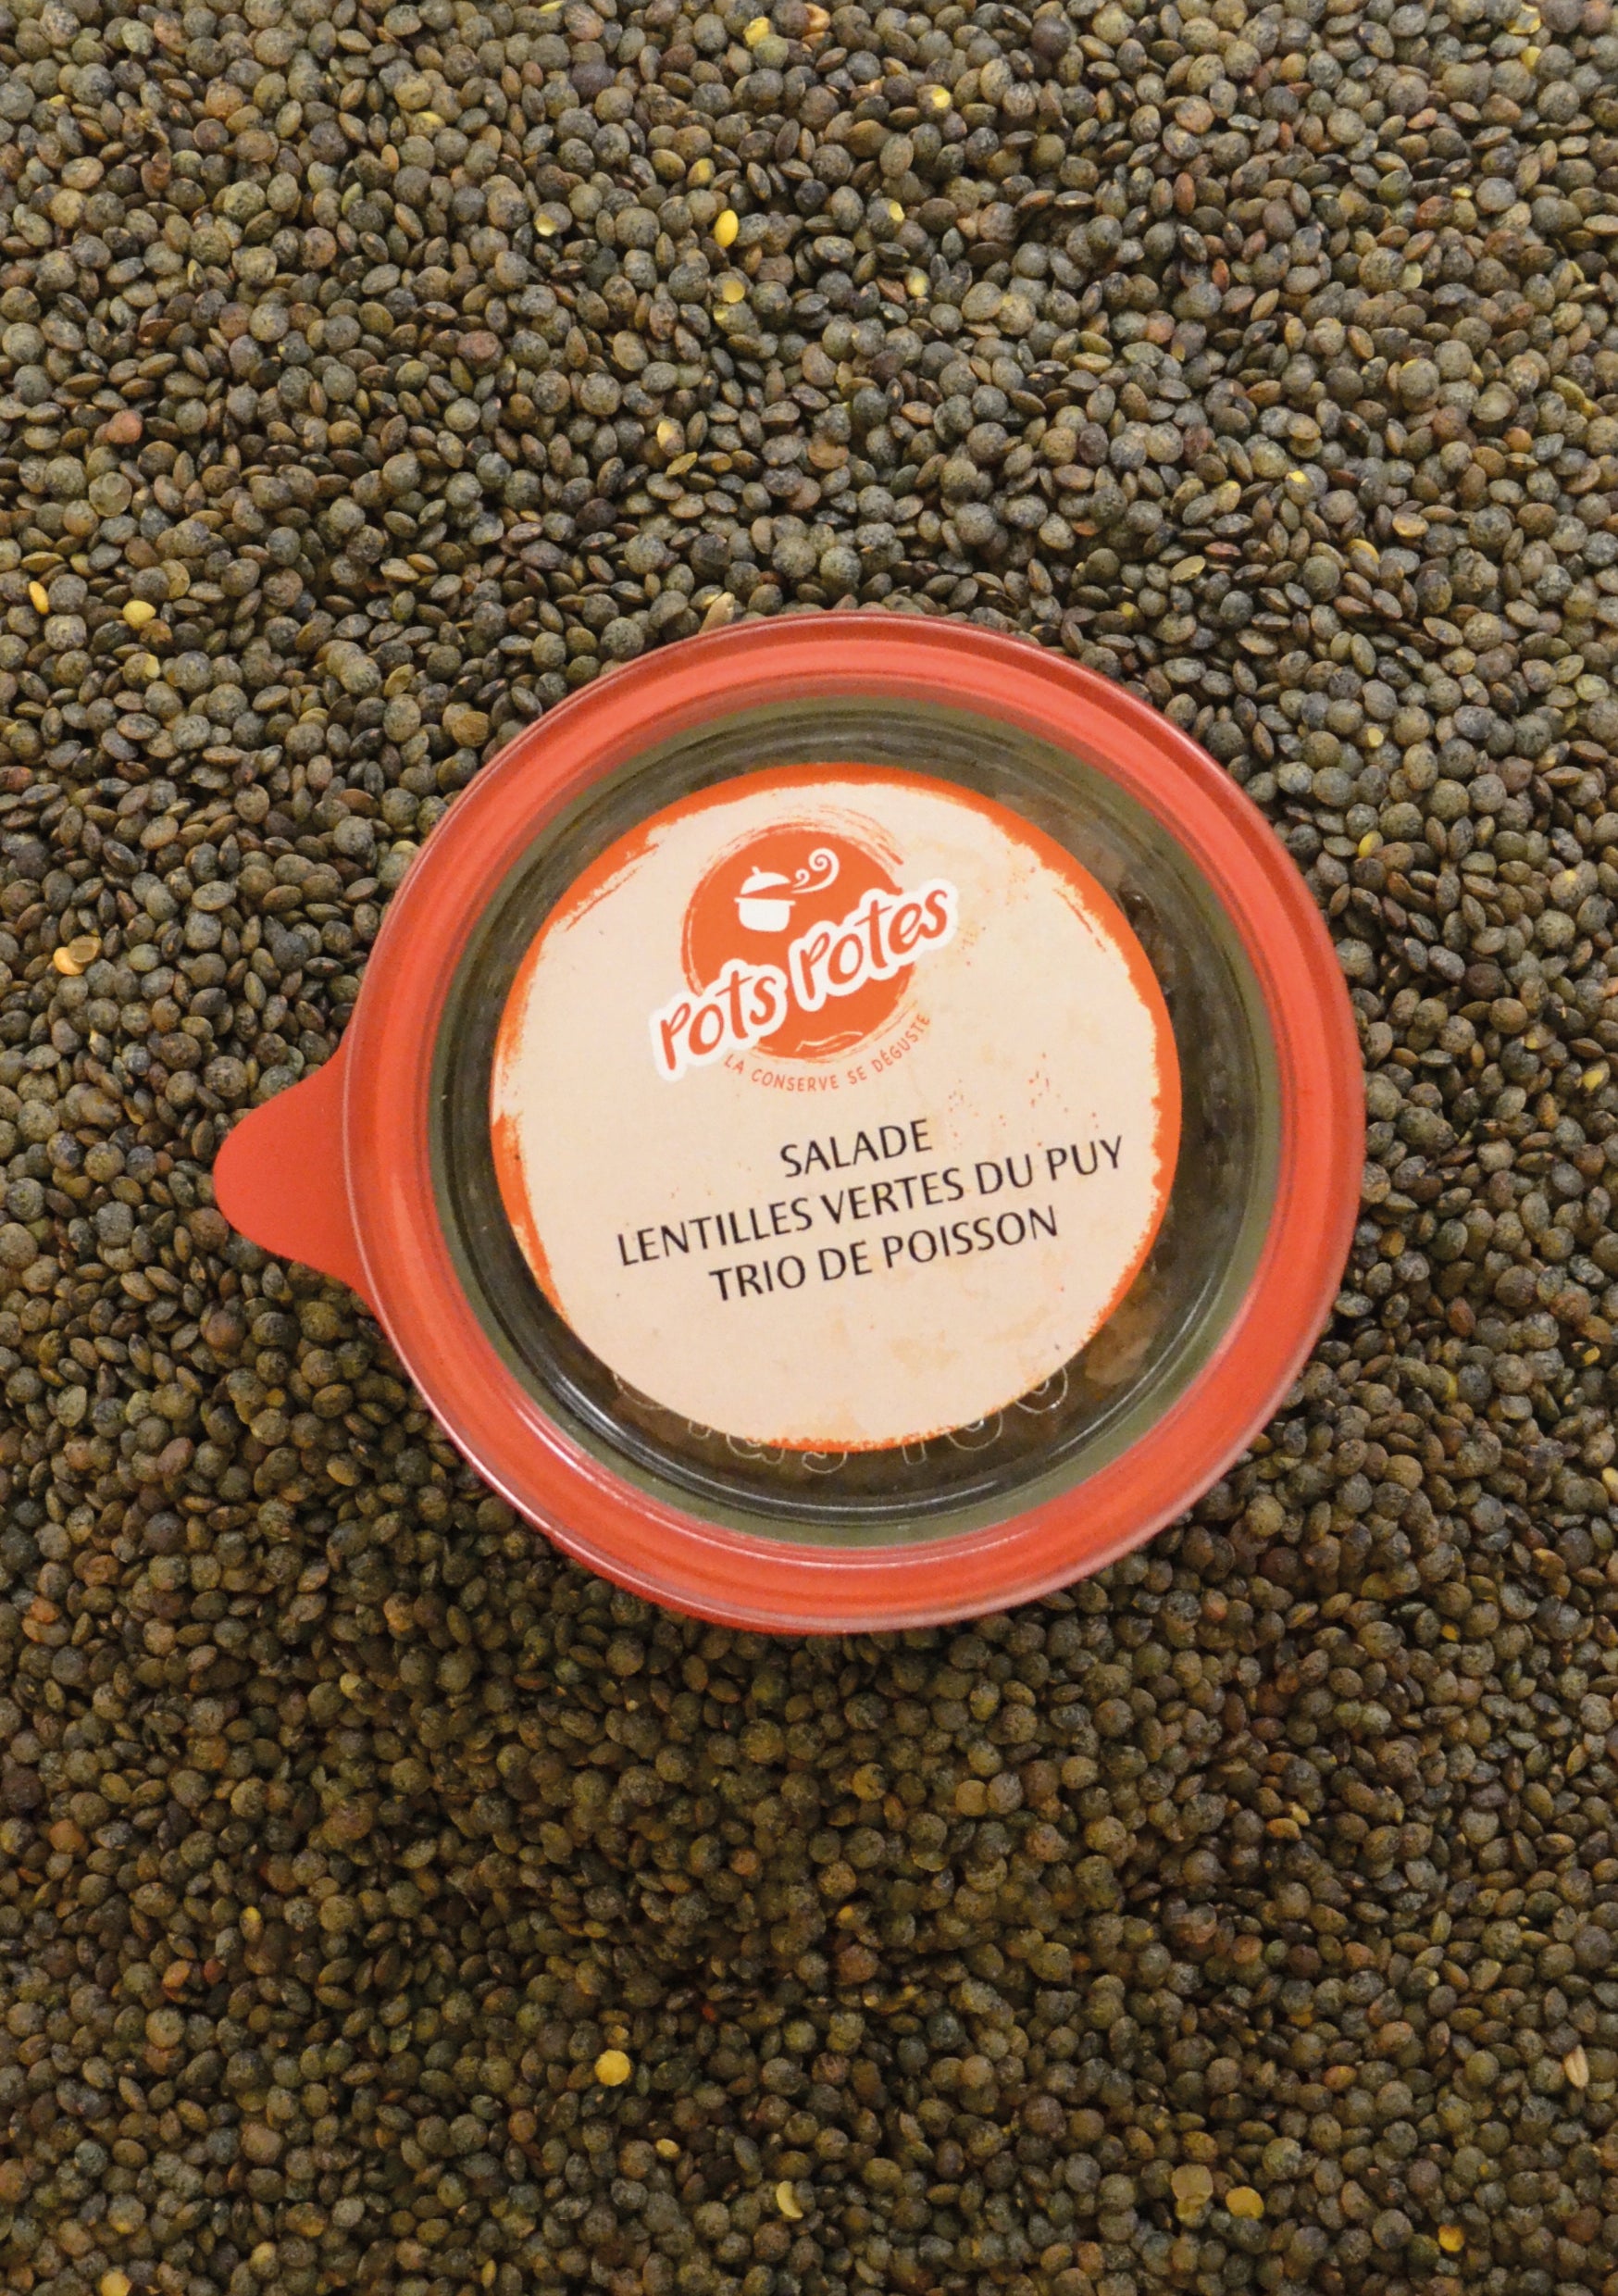 Pots Potes
LA CONSERVE SE DÉGUSTE
SALADE
LENTILLES VERTES DU PUY
TRIO DE POISSON